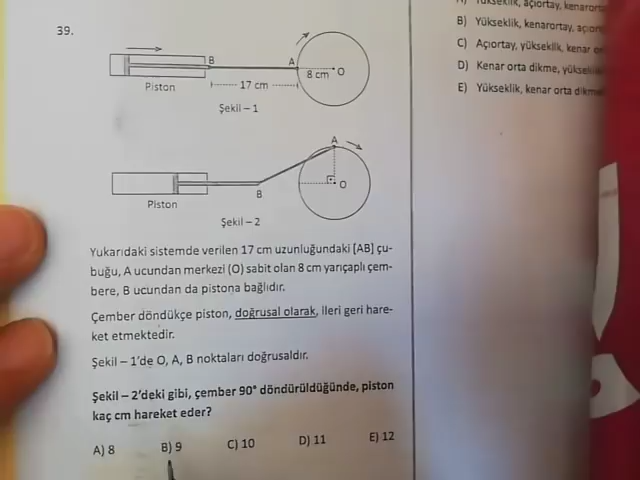 39.
B
A
8 cm
O
17 cm
Piston
Şekil – 1
A
O
B
Piston
Şekil – 2
Yukarıdaki sistemde verilen 17 cm uzunluğundaki [AB] çu-
buğu, A ucundan merkezi (O) sabit olan 8 cm yarıçaplı çem-
bere, B ucundan da pistona bağlıdır.
Çember döndükçe piston, doğrusal olarak, ileri geri hare-
ket etmektedir.
Şekil – 1'de O, A, B noktaları doğrusaldır.
Şekil – 2'deki gibi, çember 90° döndürüldüğünde, piston
kaç cm hareket eder?
A) 8 B) 9 C) 10 D) 11 E) 12
A) Yükseklik, açıortay,
B) Yükseklik, kenarortay,
C) Açıortay, yükseklik, kenar
D) Kenar orta dikme,
E) Yükseklik, kenar orta